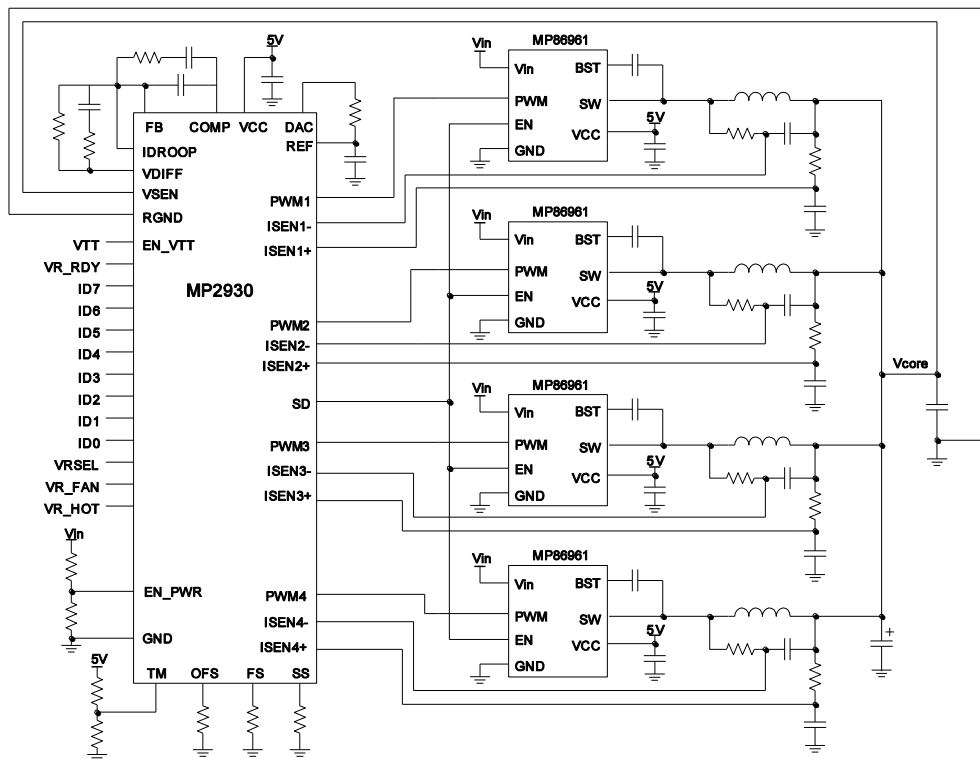 5V
FB
COMP
VCC
DAC
REF
IDROOP
VDIFF
VSEN
RGND
VTT
EN_VTT
VR_RDY
ID7
ID6
ID5
ID4
ID3
ID2
ID1
ID0
VRSEL
VR_FAN
VR_HOT
Vin
EN_PWR
GND
5V
TM
OFS
FS
SS
MP2930
PWM1
ISEN1-
ISEN1+
PWM2
ISEN2-
ISEN2+
SD
PWM3
ISEN3-
ISEN3+
PWM4
ISEN4-
ISEN4+
MP86961
Vin
Vin
BST
PWM
SW
EN
VCC
GND
5V
MP86961
Vin
Vin
BST
PWM
SW
EN
VCC
GND
5V
MP86961
Vin
Vin
BST
PWM
SW
EN
VCC
GND
5V
MP86961
Vin
Vin
BST
PWM
SW
EN
VCC
GND
5V
Vcore
+